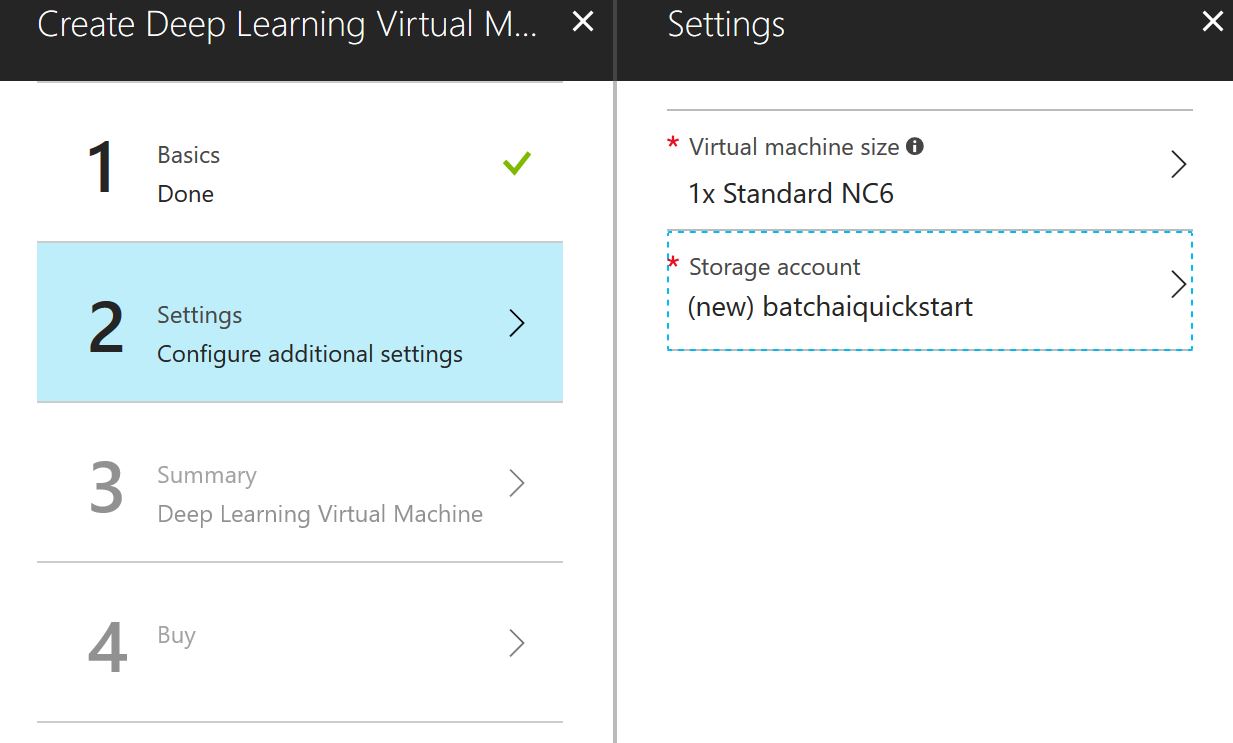 Create Deep Learning Virtual M...
1
Basics
Done
2
Settings
Configure additional settings
3
Summary
Deep Learning Virtual Machine
4
Buy
Settings
* Virtual machine size
1x Standard NC6
* Storage account
(new) batchaiquickstart